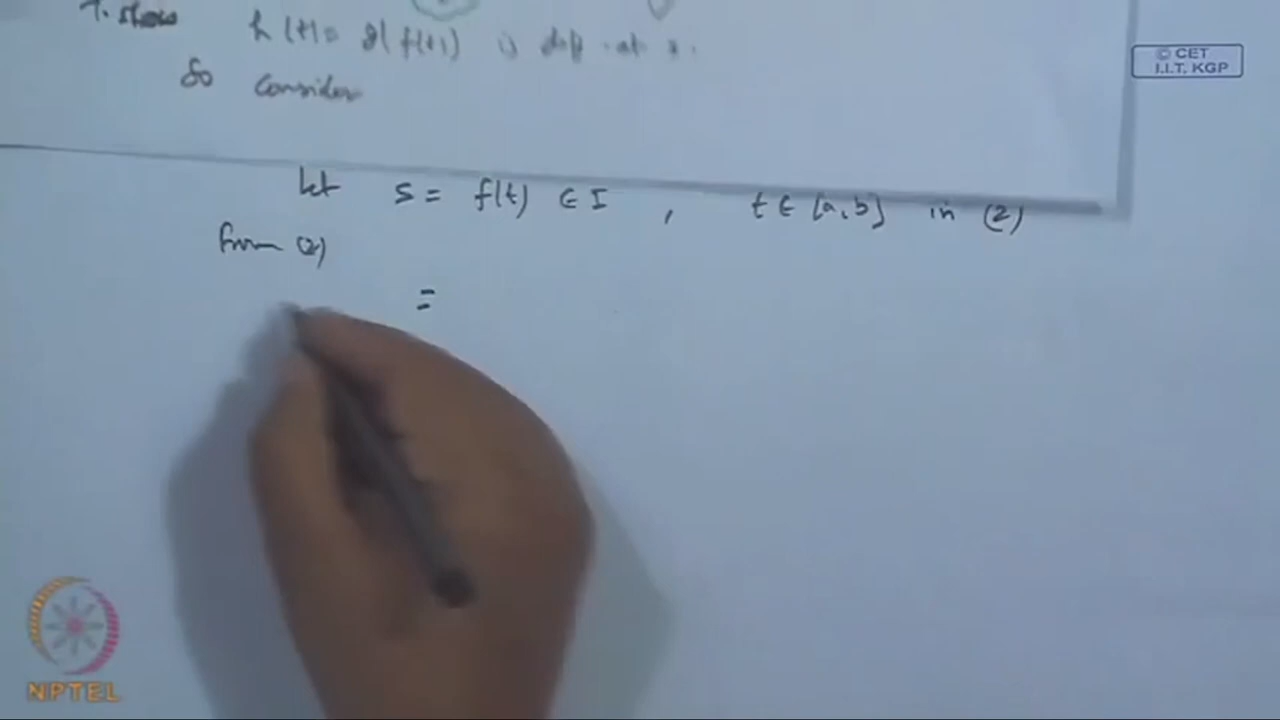 T. show h(t) = g(f(t)) is diff at x.
© CET
I.I.T. KGP
So Consider
let s = f(t) ∈ I , t ∈ [a,b] in (2)
from (2)
=
NPTEL